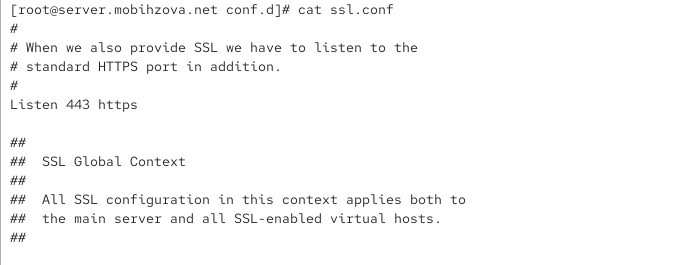 [root@server.mobihzova.net conf.d]# cat ssl.conf
#
# When we also provide SSL we have to listen to the
# standard HTTPS port in addition.
#
Listen 443 https

##
##  SSL Global Context
##
##  All SSL configuration in this context applies both to
##  the main server and all SSL-enabled virtual hosts.
##